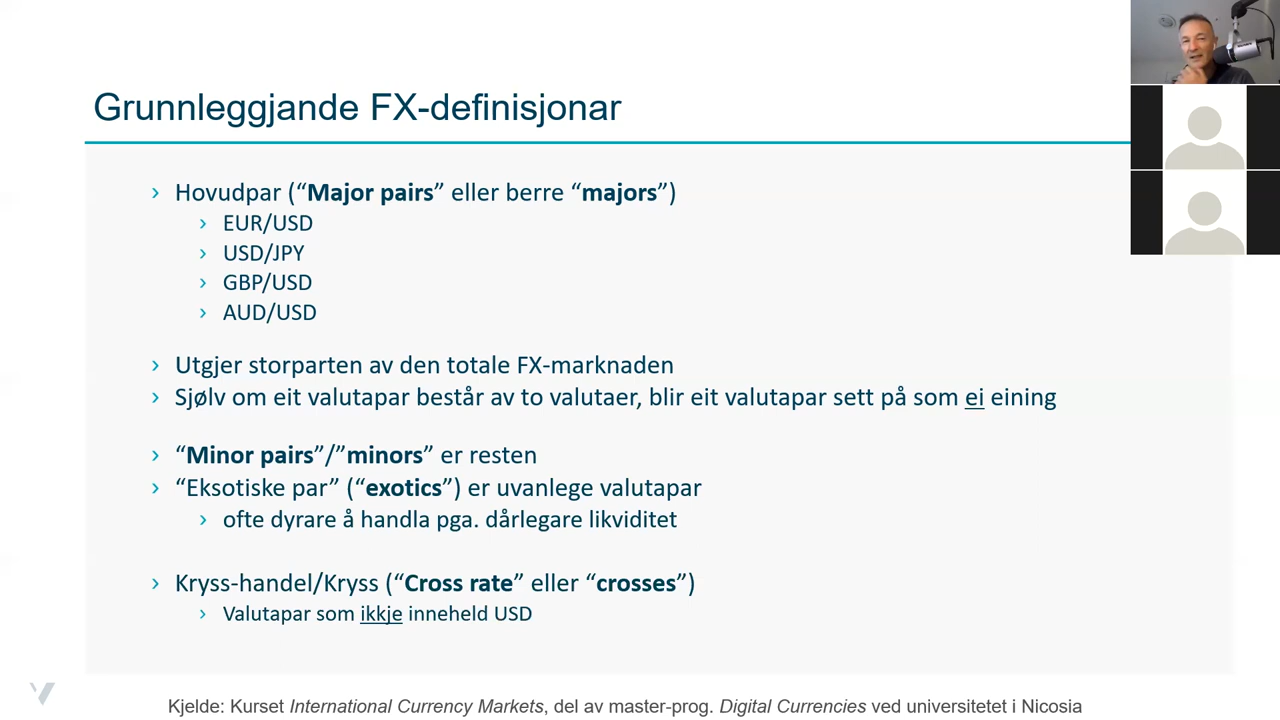 Grunnleggjande FX-definisjonar
› Hovudpar (“Major pairs” eller berre “majors”)
› EUR/USD
› USD/JPY
› GBP/USD
› AUD/USD
› Utgjer storparten av den totale FX-marknaden
› Sjølv om eit valutapar består av to valutaer, blir eit valutapar sett på som ei eining
› “Minor pairs”/”minors” er resten
› “Eksotiske par” (“exotics”) er uvanlege valutapar
› ofte dyrare å handla pga. dårlegare likviditet
› Kryss-handel/Kryss (“Cross rate” eller “crosses”)
› Valutapar som ikkje inneheld USD
Kjelde: Kurset International Currency Markets, del av master-prog. Digital Currencies ved universitetet i Nicosia